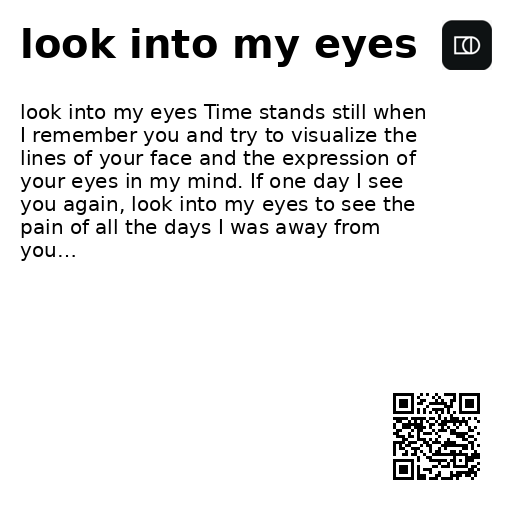 look into my eyes
look into my eyes Time stands still when
I remember you and try to visualize the
lines of your face and the expression of
your eyes in my mind. If one day I see
you again, look into my eyes to see the
pain of all the days I was away from
you...